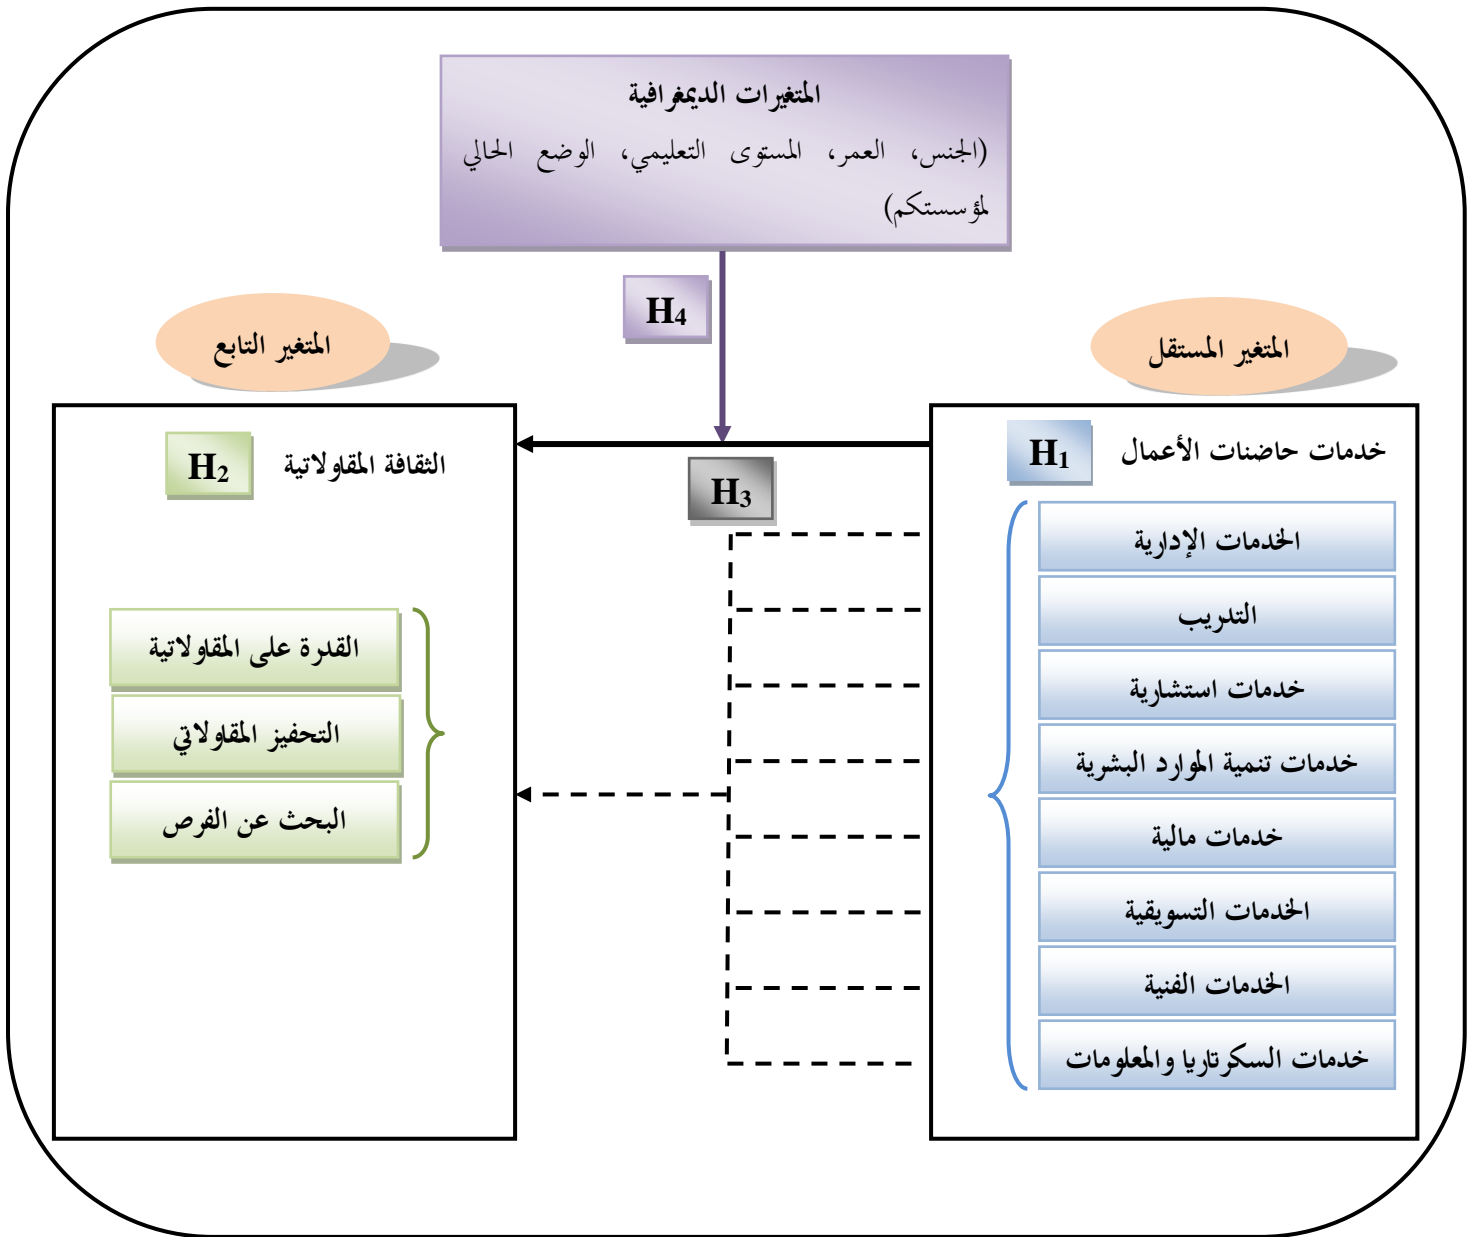 المتغيرات الديمغرافية
(الجنس، العمر، المستوى التعليمي، الوضع الحالي
لمؤسستكم)
H4
المتغير المستقل
المتغير التابع
خدمات حاضنات الأعمال
H1
H3
الثقافة المقاولاتية
H2
الخدمات الإدارية
التدريب
خدمات استشارية
خدمات تنمية الموارد البشرية
خدمات مالية
الخدمات التسويقية
الخدمات الفنية
خدمات السكرتاريا والمعلومات
القدرة على المقاولاتية
التحفيز المقاولاتي
البحث عن الفرص